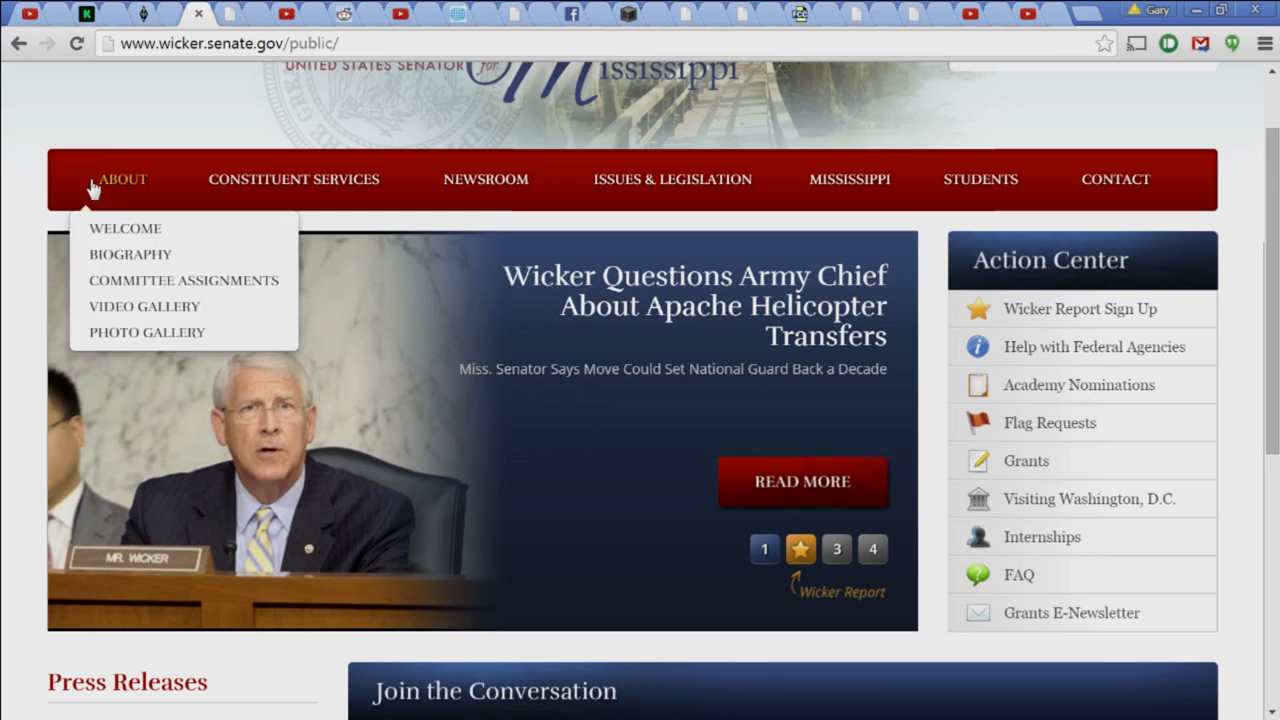 Gary
www.wicker.senate.gov/public/
UNITED STATES SENATOR for Mississippi
ABOUT CONSTITUENT SERVICES NEWSROOM ISSUES & LEGISLATION MISSISSIPPI STUDENTS CONTACT
WELCOME
BIOGRAPHY
COMMITTEE ASSIGNMENTS
VIDEO GALLERY
PHOTO GALLERY
Wicker Questions Army Chief
About Apache Helicopter
Transfers
Miss. Senator Says Move Could Set National Guard Back a Decade
READ MORE
1 3 4
Wicker Report
MR. WICKER
Action Center
Wicker Report Sign Up
Help with Federal Agencies
Academy Nominations
Flag Requests
Grants
Visiting Washington, D.C.
Internships
FAQ
Grants E-Newsletter
Press Releases
Join the Conversation